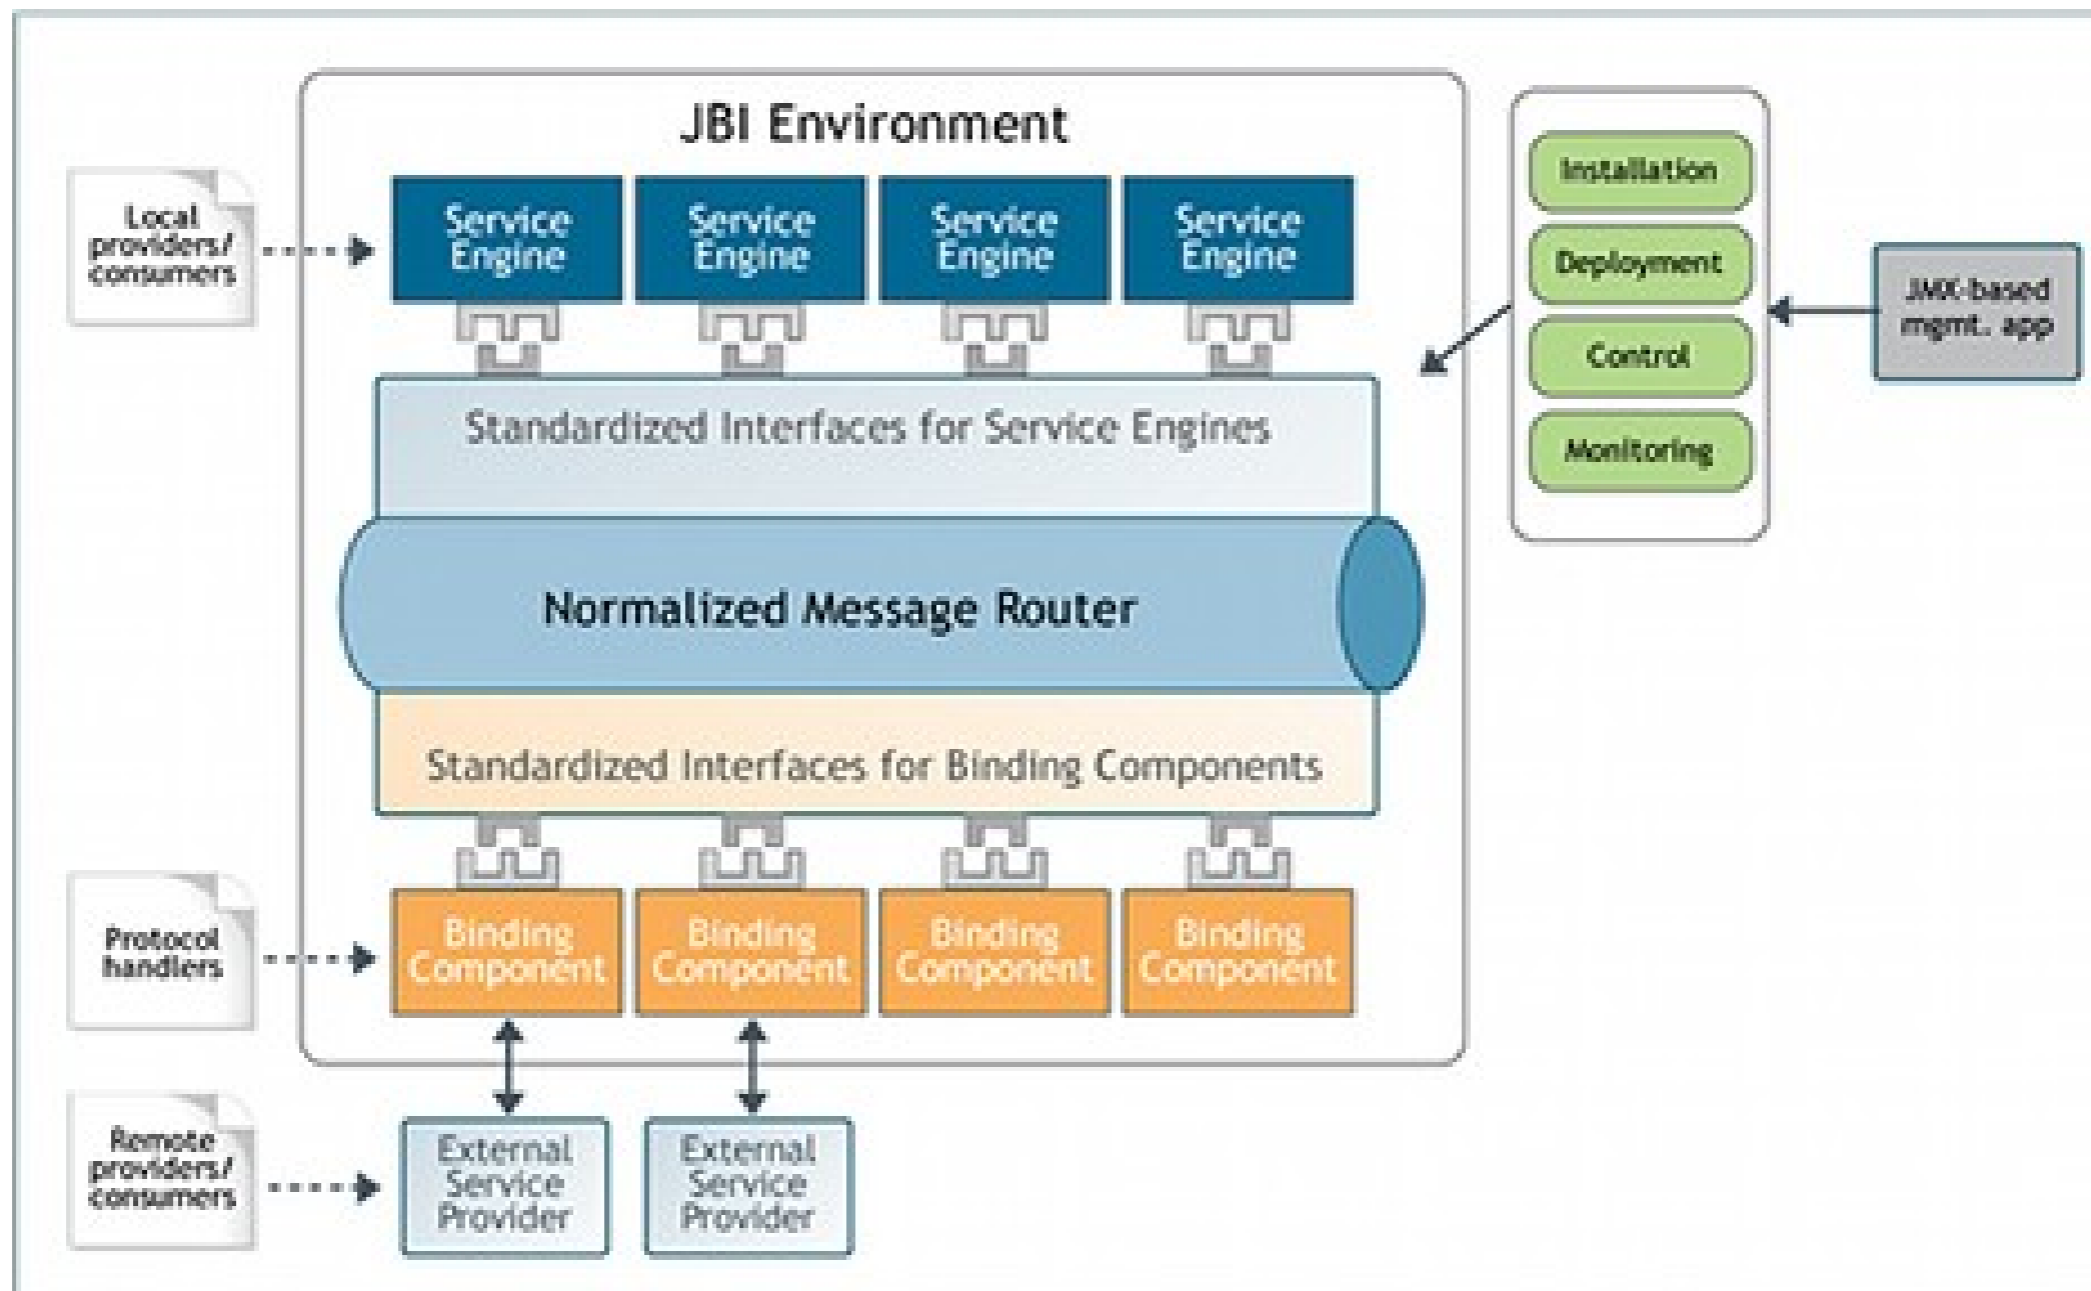 JBI Environment
Local
providers/
consumers
Service
Engine
Service
Engine
Service
Engine
Service
Engine
Installation
Deployment
Control
Monitoring
JMX-based
mgmt. app
Standardized Interfaces for Service Engines
Normalized Message Router
Standardized Interfaces for Binding Components
Protocol
handlers
Binding
Component
Binding
Component
Binding
Component
Binding
Component
Remote
providers/
consumers
External
Service
Provider
External
Service
Provider